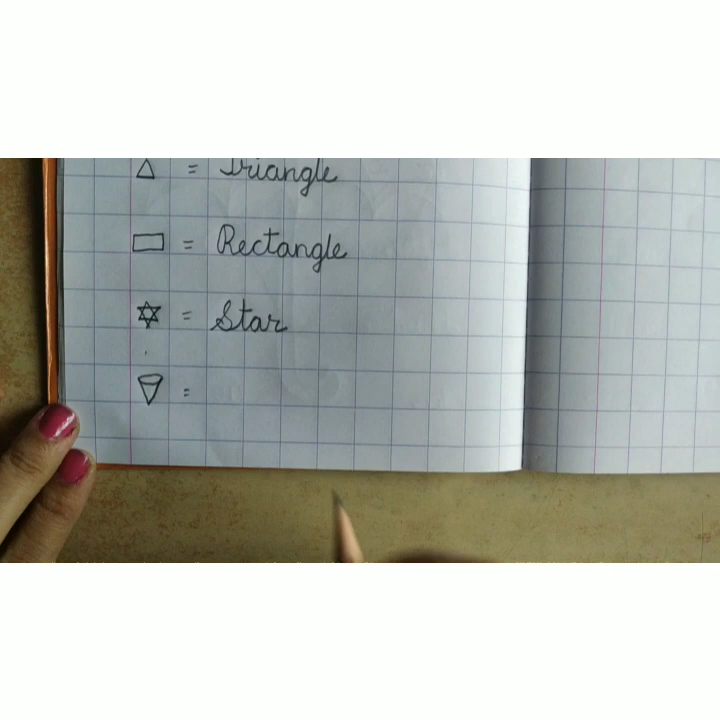 △ = Triangle
▭ = Rectangle
✡ = Star
=